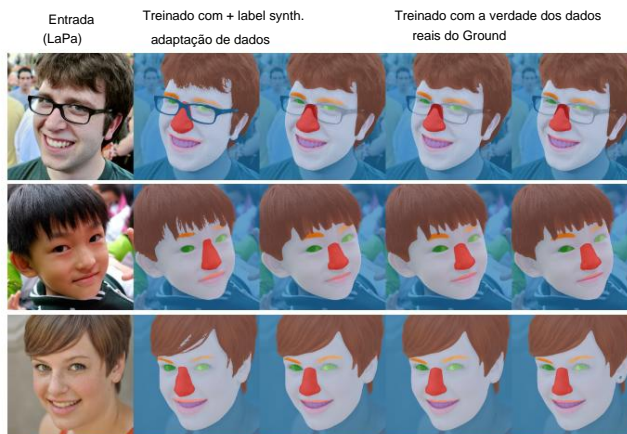 Entrada
(LaPa)
Treinado com + label synth.
adaptação de dados
Treinado com a verdade dos dados
reais do Ground